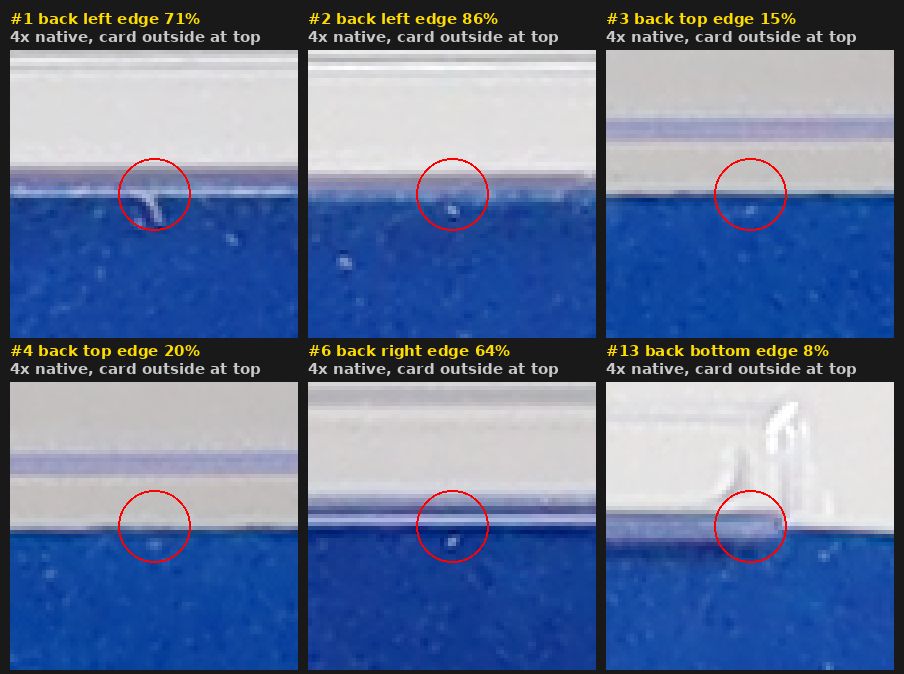 #1 back left edge 71%
4x native, card outside at top
#2 back left edge 86%
4x native, card outside at top
#3 back top edge 15%
4x native, card outside at top
#4 back top edge 20%
4x native, card outside at top
#6 back right edge 64%
4x native, card outside at top
#13 back bottom edge 8%
4x native, card outside at top